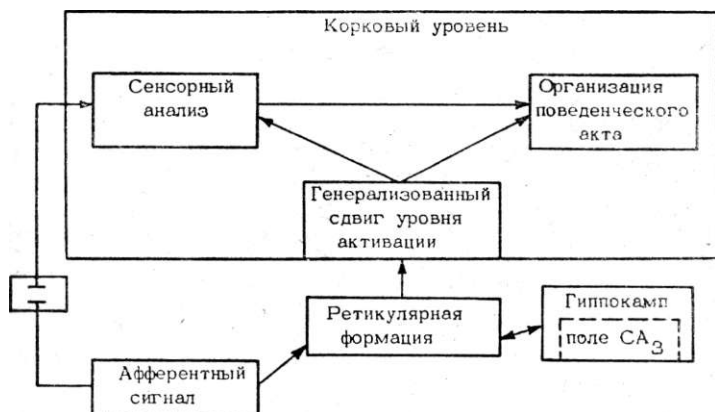 Корковый уровень
Сенсорный
анализ
Организация
поведенческого
акта
Генерализованный
сдвиг уровня
активации
Ретикулярная
формация
Гиппокамп
поле CA3
Афферентный
сигнал